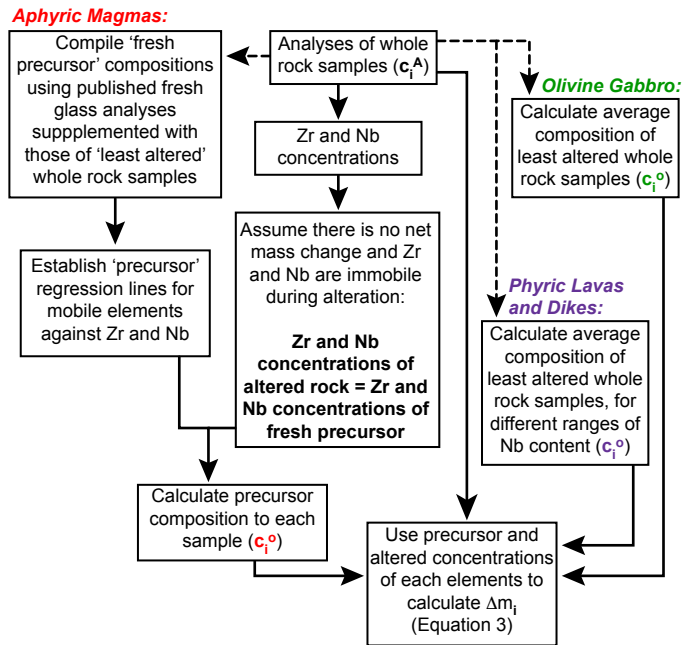 Aphyric Magmas:
Compile ‘fresh
precursor’ compositions
using published fresh
glass analyses
suppplemented with
those of ‘least altered’
whole rock samples
Analyses of whole
rock samples (cᵢᴬ)
Olivine Gabbro:
Calculate average
composition of
least altered whole
rock samples (cᵢᵒ)
Zr and Nb
concentrations
Establish ‘precursor’
regression lines for
mobile elements
against Zr and Nb
Assume there is no net
mass change and Zr
and Nb are immobile
during alteration:
Zr and Nb
concentrations of
altered rock = Zr and
Nb concentrations of
fresh precursor
Phyric Lavas
and Dikes:
Calculate average
composition of
least altered whole
rock samples, for
different ranges of
Nb content (cᵢᵒ)
Calculate precursor
composition to each
sample (cᵢᵒ)
Use precursor and
altered concentrations
of each elements to
calculate Δmᵢ
(Equation 3)